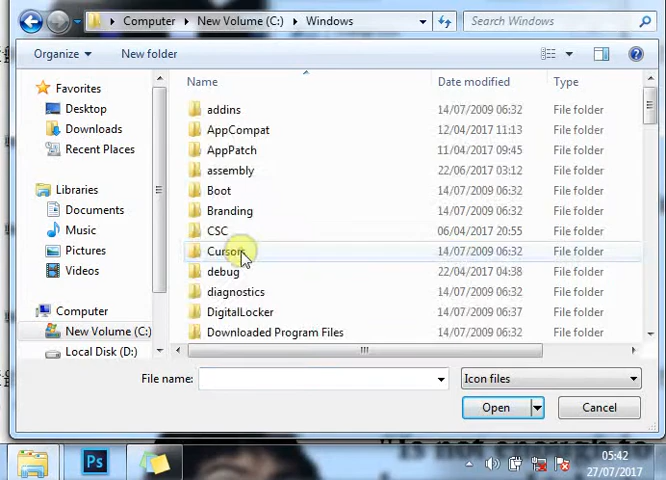 Computer ▸ New Volume (C:) ▸ Windows
Search Windows
Organize ▾ New folder
Name Date modified Type
Favorites
Desktop
Downloads
Recent Places
Libraries
Documents
Music
Pictures
Videos
Computer
New Volume (C:)
Local Disk (D:)
addins 14/07/2009 06:32 File folder
AppCompat 12/04/2017 11:13 File folder
AppPatch 11/04/2017 09:45 File folder
assembly 22/06/2017 03:12 File folder
Boot 14/07/2009 06:32 File folder
Branding 14/07/2009 06:32 File folder
CSC 06/04/2017 20:55 File folder
Cursors 14/07/2009 06:32 File folder
debug 22/04/2017 04:38 File folder
diagnostics 14/07/2009 06:32 File folder
DigitalLocker 14/07/2009 06:32 File folder
Downloaded Program Files 14/07/2009 06:32 File folder
File name: Icon files
Open Cancel
"Is not enough to
Ps
05:42
27/07/2017